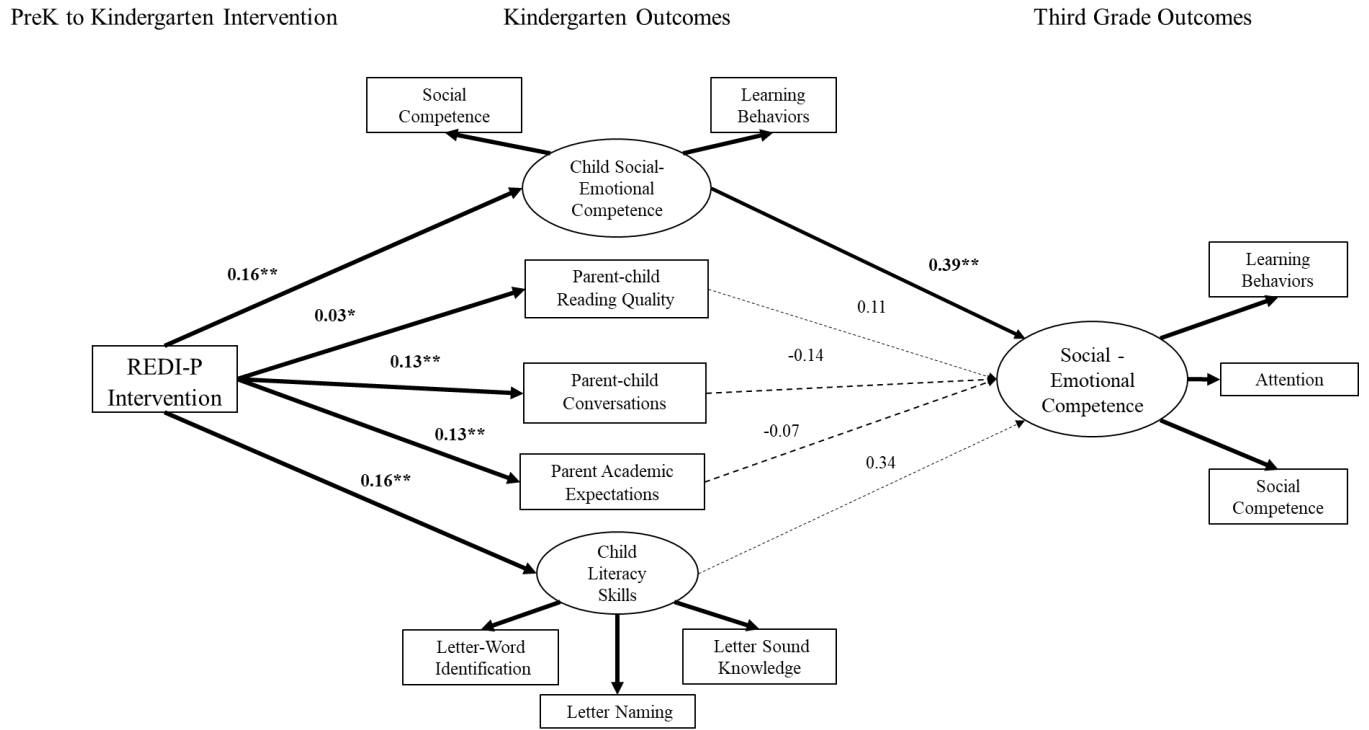 PreK to Kindergarten Intervention
Kindergarten Outcomes
Third Grade Outcomes
Social
Competence
Learning
Behaviors
Child Social-
Emotional
Competence
0.16**
0.39**
Learning
Behaviors
Parent-child
Reading Quality
0.03*
0.11
REDI-P
Intervention
0.13**
Parent-child
Conversations
-0.14
Social -
Emotional
Competence
Attention
0.13**
-0.07
Parent Academic
Expectations
0.16**
0.34
Social
Competence
Child
Literacy
Skills
Letter-Word
Identification
Letter Sound
Knowledge
Letter Naming